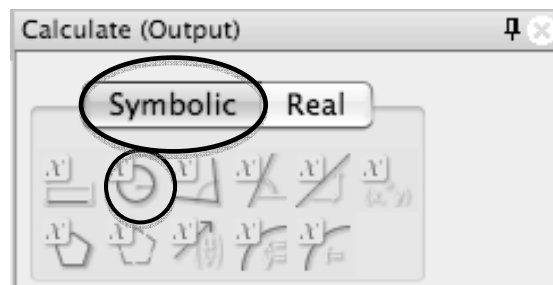 Calculate (Output)
Symbolic Real
x x x x x x
(x,y)
x x x x x